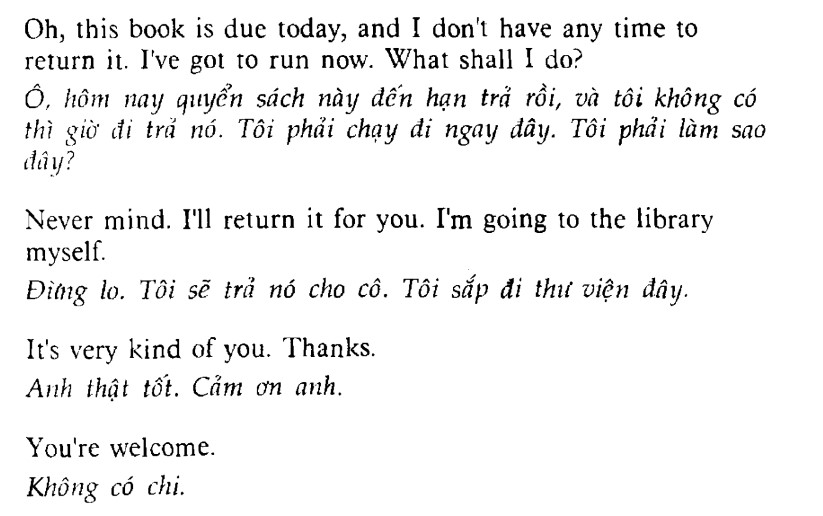 Oh, this book is due today, and I don't have any time to
return it. I've got to run now. What shall I do?
Ô, hôm nay quyển sách này đến hạn trả rồi, và tôi không có
thì giờ đi trả nó. Tôi phải chạy đi ngay đây. Tôi phải làm sao
đây?
Never mind. I'll return it for you. I'm going to the library
myself.
Đừng lo. Tôi sẽ trả nó cho cô. Tôi sắp đi thư viện đây.
It's very kind of you. Thanks.
Anh thật tốt. Cảm ơn anh.
You're welcome.
Không có chi.